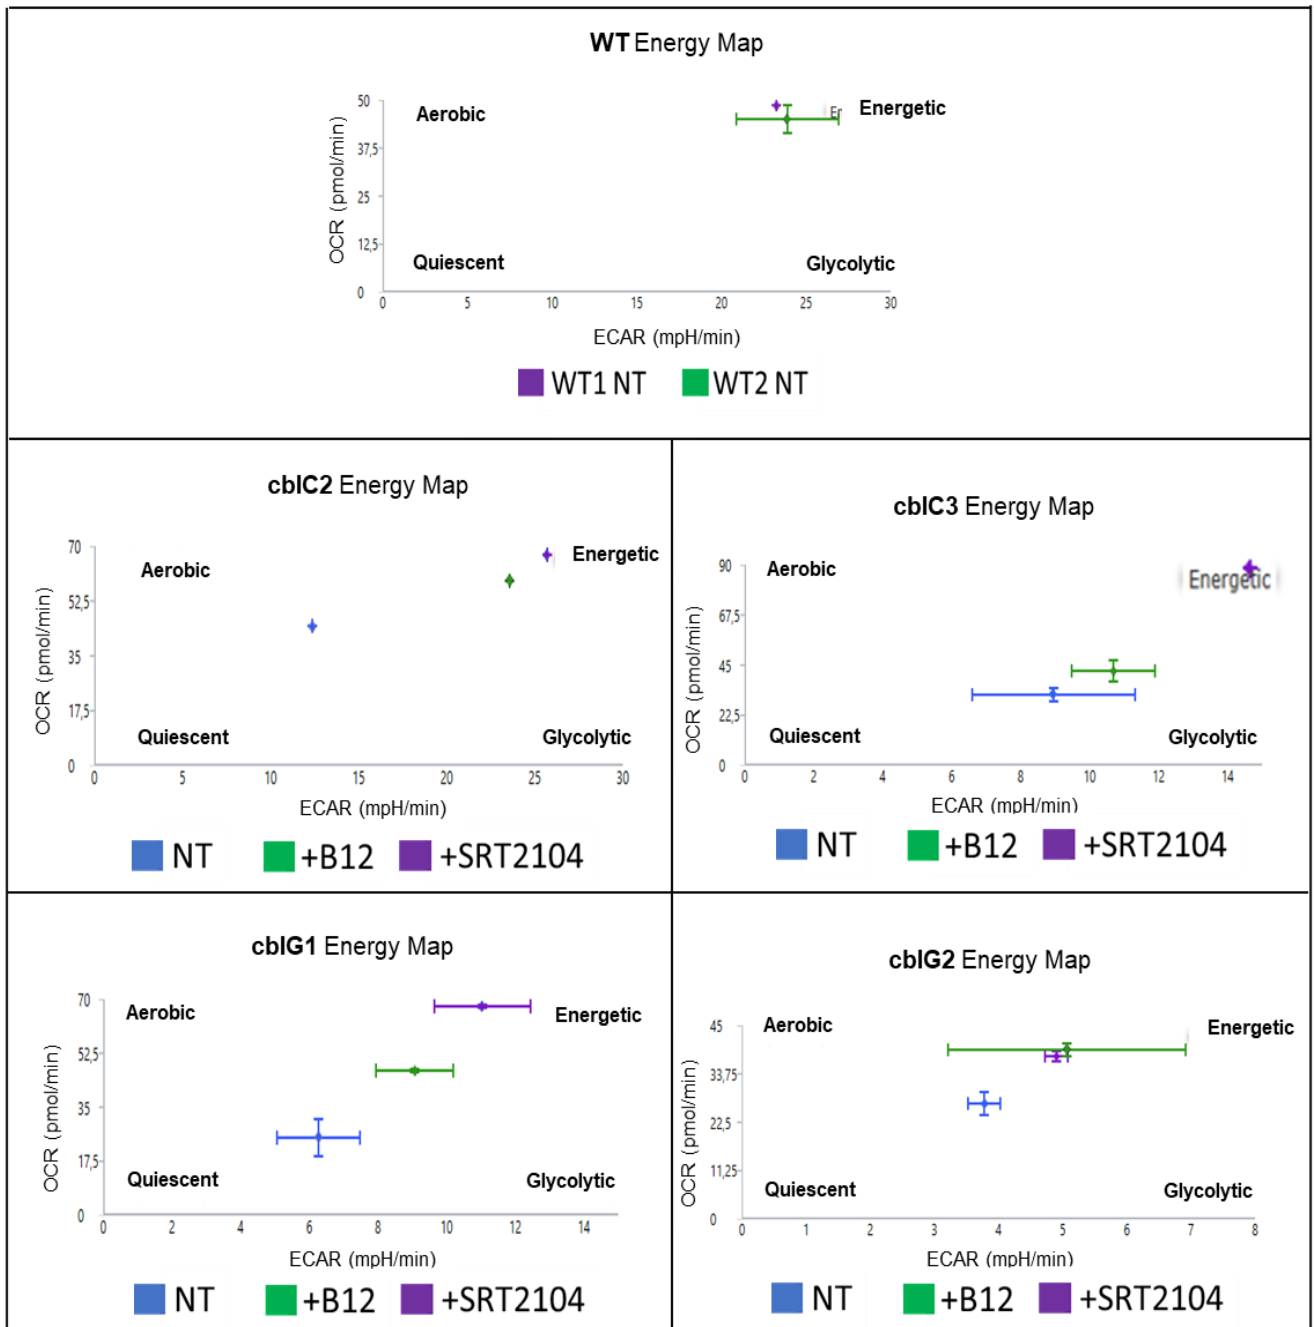 WT Energy Map
50
Aerobic
Er
Energetic
37,5
OCR (pmol/min)
25
12,5
Quiescent
Glycolytic
0
0 5 10 15 20 25 30
ECAR (mpH/min)
WT1 NT WT2 NT
cblC2 Energy Map
70
Aerobic
Energetic
52,5
OCR (pmol/min)
35
17,5
Quiescent
Glycolytic
0
0 5 10 15 20 25 30
ECAR (mpH/min)
NT +B12 +SRT2104
cblC3 Energy Map
90
Aerobic
Energetic
67,5
OCR (pmol/min)
45
22,5
Quiescent
Glycolytic
0
0 2 4 6 8 10 12 14
ECAR (mpH/min)
NT +B12 +SRT2104
cblG1 Energy Map
70
Aerobic
Energetic
52,5
OCR (pmol/min)
35
17,5
Quiescent
Glycolytic
0
0 2 4 6 8 10 12 14
ECAR (mpH/min)
NT +B12 +SRT2104
cblG2 Energy Map
45
Aerobic
Energetic
33,75
OCR (pmol/min)
22,5
11,25
Quiescent
Glycolytic
0
0 1 2 3 4 5 6 7 8
ECAR (mpH/min)
NT +B12 +SRT2104